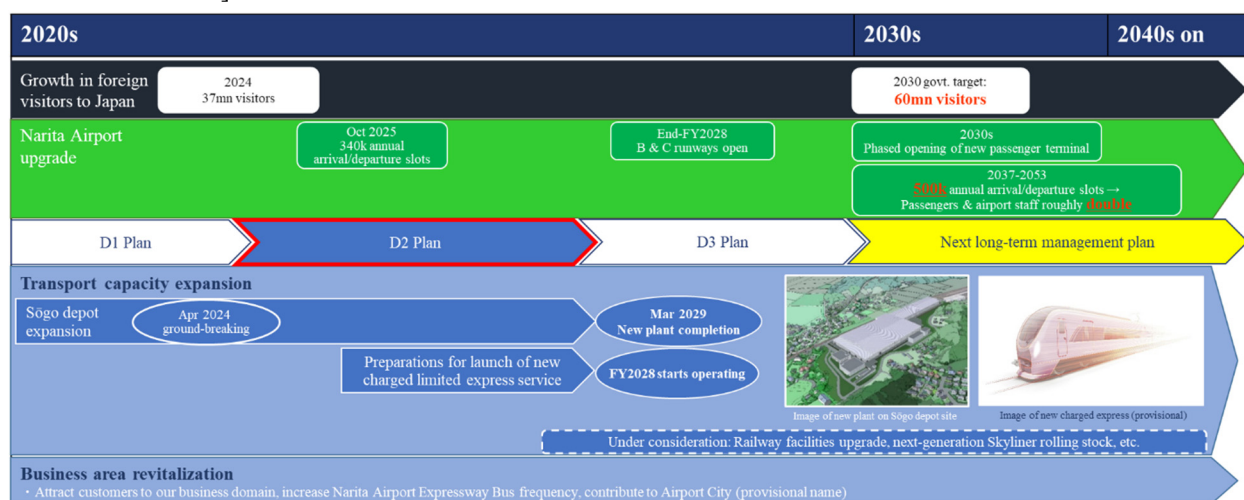 2020s
2030s
2040s on
Growth in foreign
visitors to Japan
2024
37mn visitors
2030 govt. target:
60mn visitors
Narita Airport
upgrade
Oct 2025
340k annual
arrival/departure slots
End-FY2028
B & C runways open
2030s
Phased opening of new passenger terminal
2037-2053
500k annual arrival/departure slots →
Passengers & airport staff roughly double
D1 Plan
D2 Plan
D3 Plan
Next long-term management plan
Transport capacity expansion
Sōgo depot
expansion
Apr 2024
ground-breaking
Mar 2029
New plant completion
Preparations for launch of new
charged limited express service
FY2028 starts operating
Image of new plant on Sōgo depot site
Image of new charged express (provisional)
Under consideration: Railway facilities upgrade, next-generation Skyliner rolling stock, etc.
Business area revitalization
・Attract customers to our business domain, increase Narita Airport Expressway Bus frequency, contribute to Airport City (provisional name)